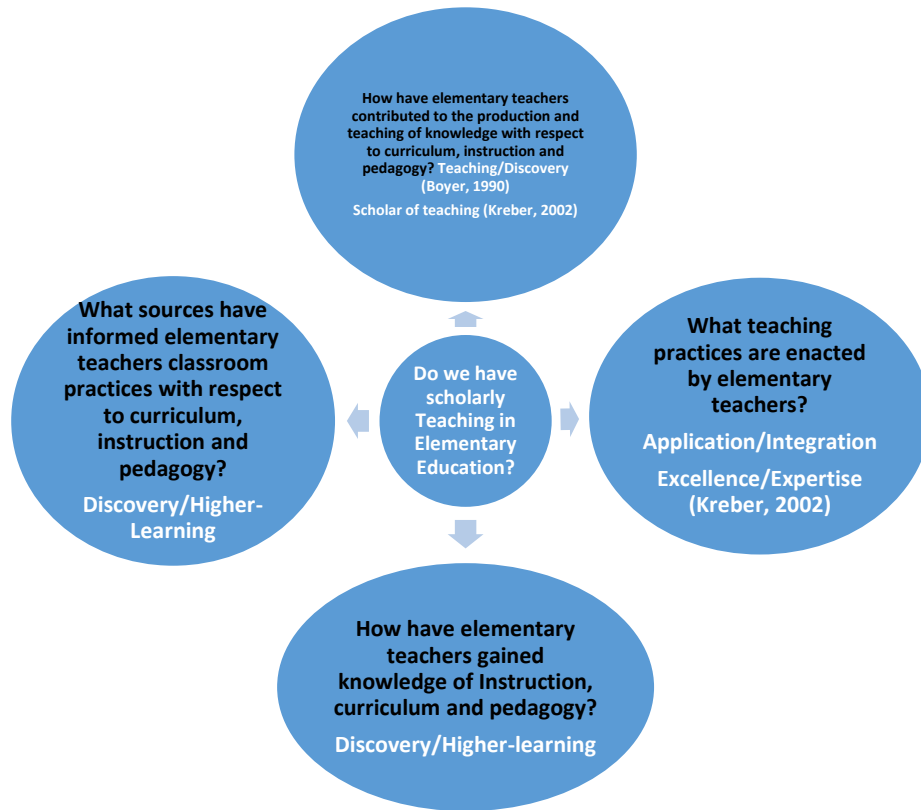 How have elementary teachers
contributed to the production and
teaching of knowledge with respect
to curriculum, instruction and
pedagogy? Teaching/Discovery
(Boyer, 1990)
Scholar of teaching (Kreber, 2002)
What sources have
informed elementary
teachers classroom
practices with respect
to curriculum,
instruction and
pedagogy?
Discovery/Higher-
Learning
Do we have
scholarly
Teaching in
Elementary
Education?
What teaching
practices are enacted
by elementary
teachers?
Application/Integration
Excellence/Expertise
(Kreber, 2002)
How have elementary
teachers gained
knowledge of Instruction,
curriculum and pedagogy?
Discovery/Higher-learning